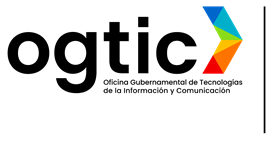 ogtic
Oficina Gubernamental de Tecnologías
de la Información y Comunicación